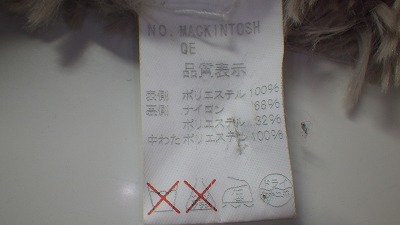 NO. MACKINTOSH
QE
品質表示
表側 ポリエステル 100%
裏側 ナイロン 68%
ポリエステル 32%
中わた ポリエステル 100%